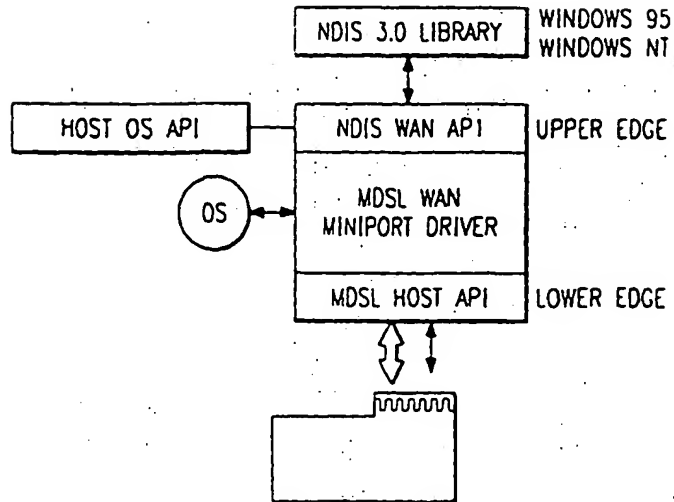 NDIS 3.0 LIBRARY
WINDOWS 95
WINDOWS NT
HOST OS API
NDIS WAN API
UPPER EDGE
OS
MDSL WAN
MINIPORT DRIVER
MDSL HOST API
LOWER EDGE